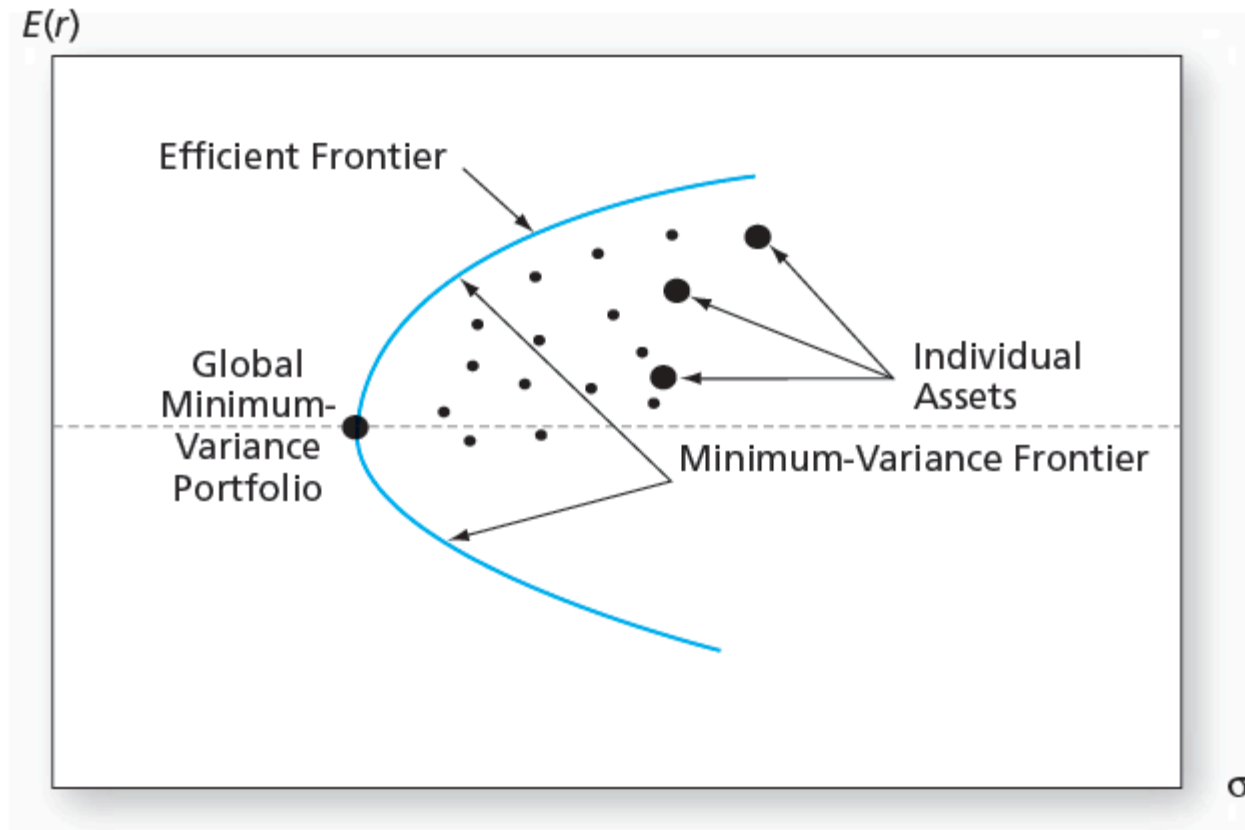 E(r)
Efficient Frontier
Global
Minimum-
Variance
Portfolio
Individual
Assets
Minimum-Variance Frontier
σ